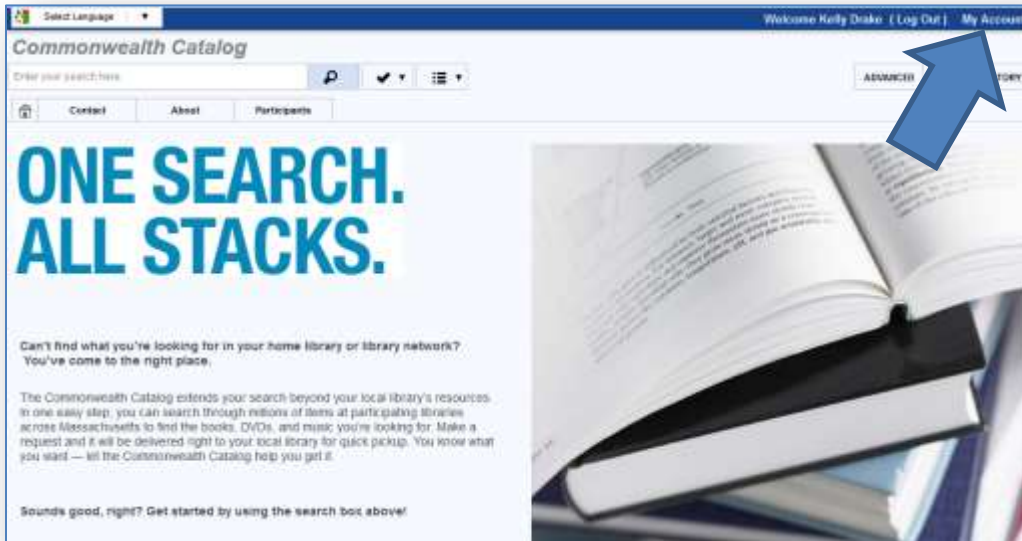 Select Language
Welcome Kelly Drake ( Log Out ) My Account
Commonwealth Catalog
Enter your search here
ADVANCED
Contact About Participants
ONE SEARCH.
ALL STACKS.
Can't find what you're looking for in your home library or library network?
You've come to the right place.
The Commonwealth Catalog extends your search beyond your local library's resources.
In one easy step, you can search through millions of items at participating libraries
across Massachusetts to find the books, DVDs, and music you're looking for. Make a
request and it will be delivered right to your local library for quick pickup. You know what
you want — let the Commonwealth Catalog help you get it.
Sounds good, right? Get started by using the search box above!